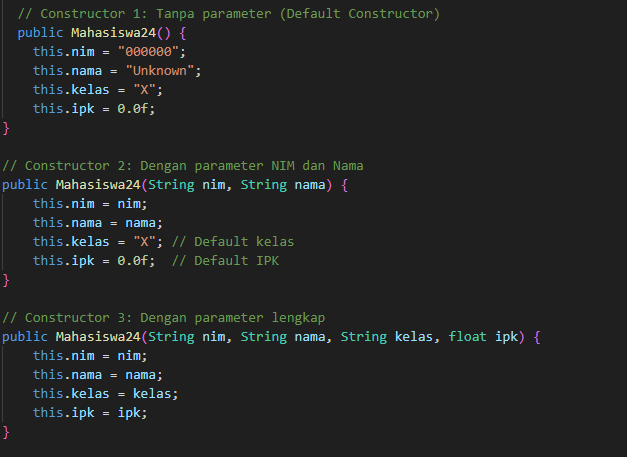 // Constructor 1: Tanpa parameter (Default Constructor)
public Mahasiswa24() {
this.nim = "000000";
this.nama = "Unknown";
this.kelas = "X";
this.ipk = 0.0f;
}
// Constructor 2: Dengan parameter NIM dan Nama
public Mahasiswa24(String nim, String nama) {
this.nim = nim;
this.nama = nama;
this.kelas = "X"; // Default kelas
this.ipk = 0.0f;  // Default IPK
}
// Constructor 3: Dengan parameter lengkap
public Mahasiswa24(String nim, String nama, String kelas, float ipk) {
this.nim = nim;
this.nama = nama;
this.kelas = kelas;
this.ipk = ipk;
}